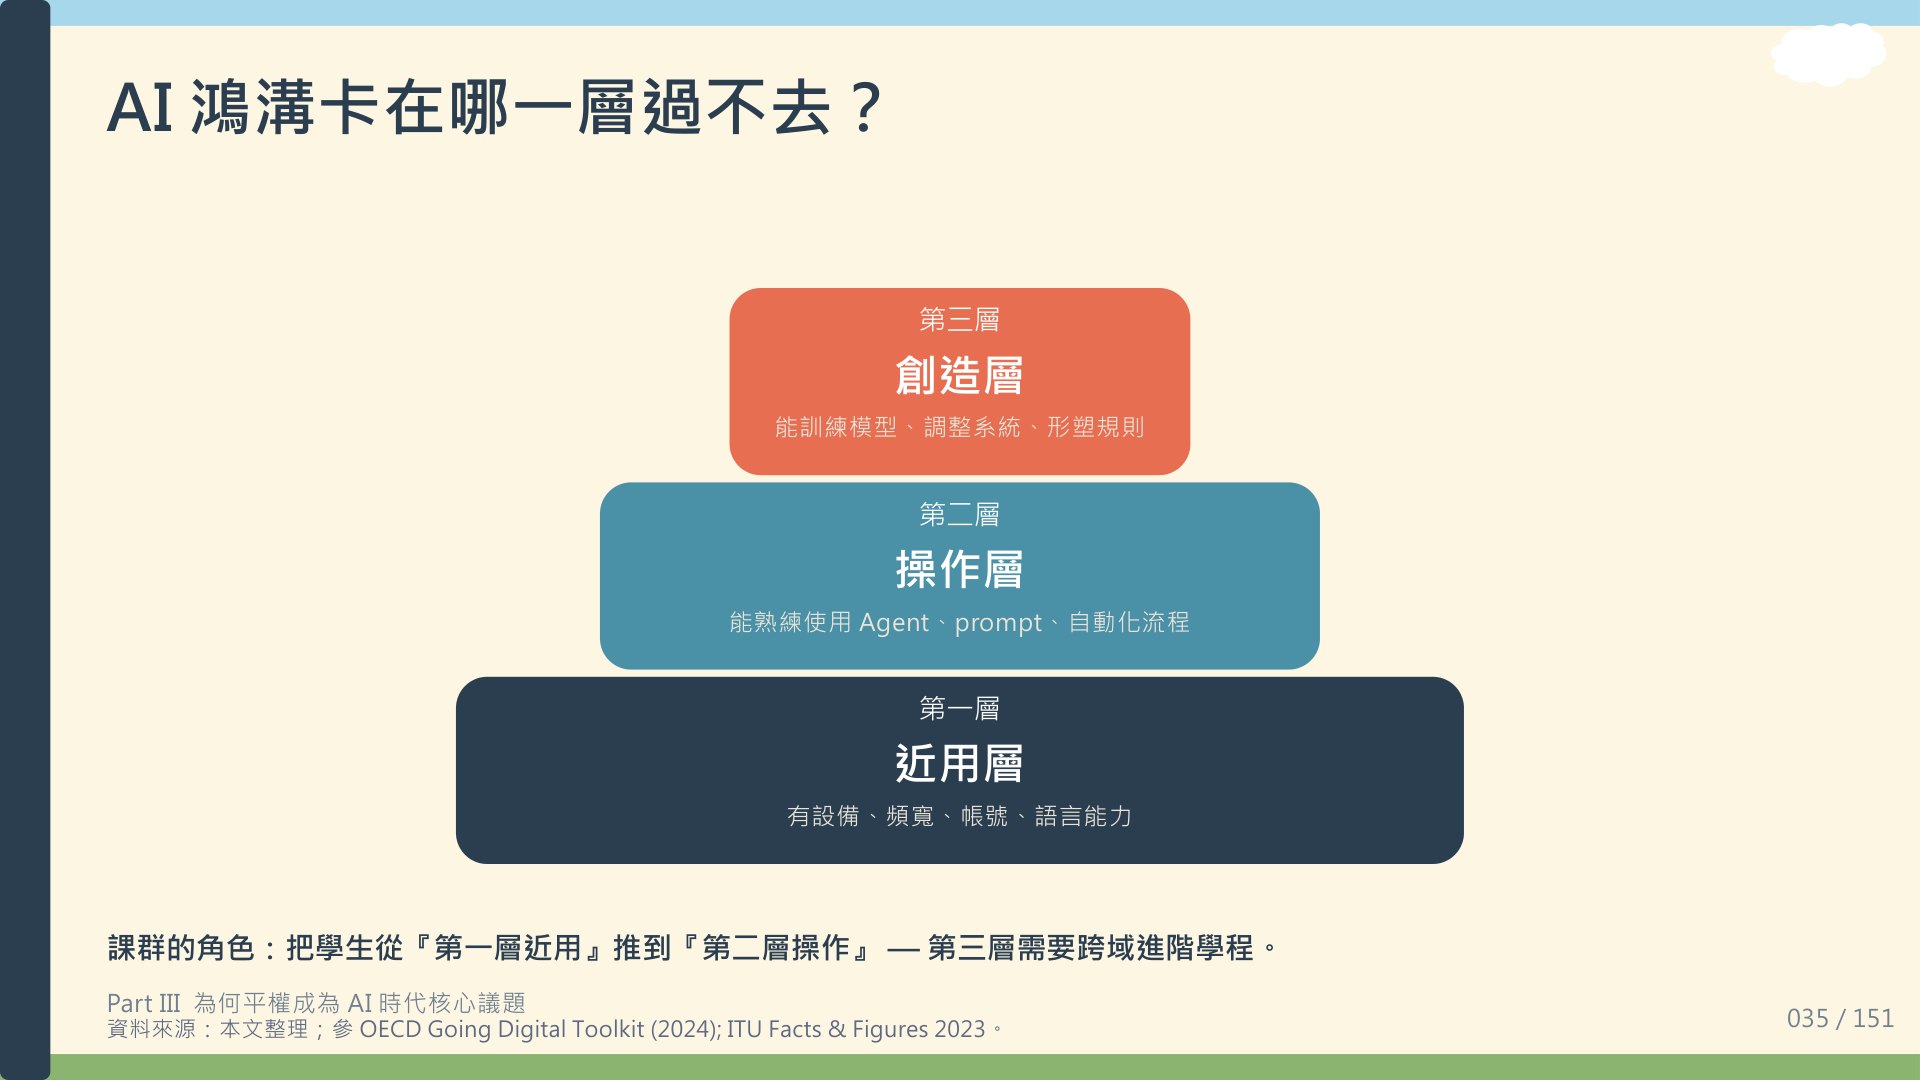 AI 鴻溝卡在哪一層過不去？
第三層
創造層
能訓練模型、調整系統、形塑規則
第二層
操作層
能熟練使用 Agent、prompt、自動化流程
第一層
近用層
有設備、頻寬、帳號、語言能力
課群的角色：把學生從『第一層近用』推到『第二層操作』 — 第三層需要跨域進階學程。
Part III 為何平權成為 AI 時代核心議題
資料來源：本文整理；參 OECD Going Digital Toolkit (2024); ITU Facts & Figures 2023。
035 / 151